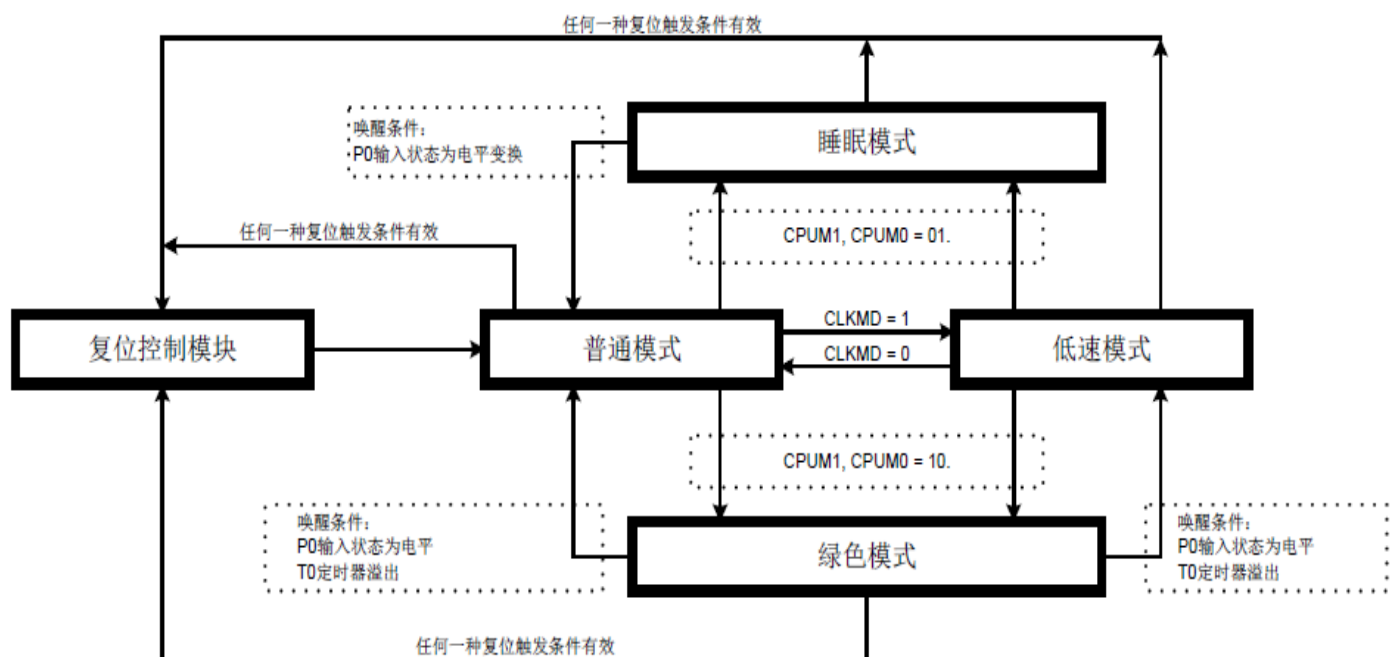 任何一种复位触发条件有效
唤醒条件：
P0输入状态为电平变换
睡眠模式
任何一种复位触发条件有效
CPUM1, CPUM0 = 01.
复位控制模块
普通模式
CLKMD = 1
CLKMD = 0
低速模式
CPUM1, CPUM0 = 10.
唤醒条件：
P0输入状态为电平
T0定时器溢出
绿色模式
唤醒条件：
P0输入状态为电平
T0定时器溢出
任何一种复位触发条件有效